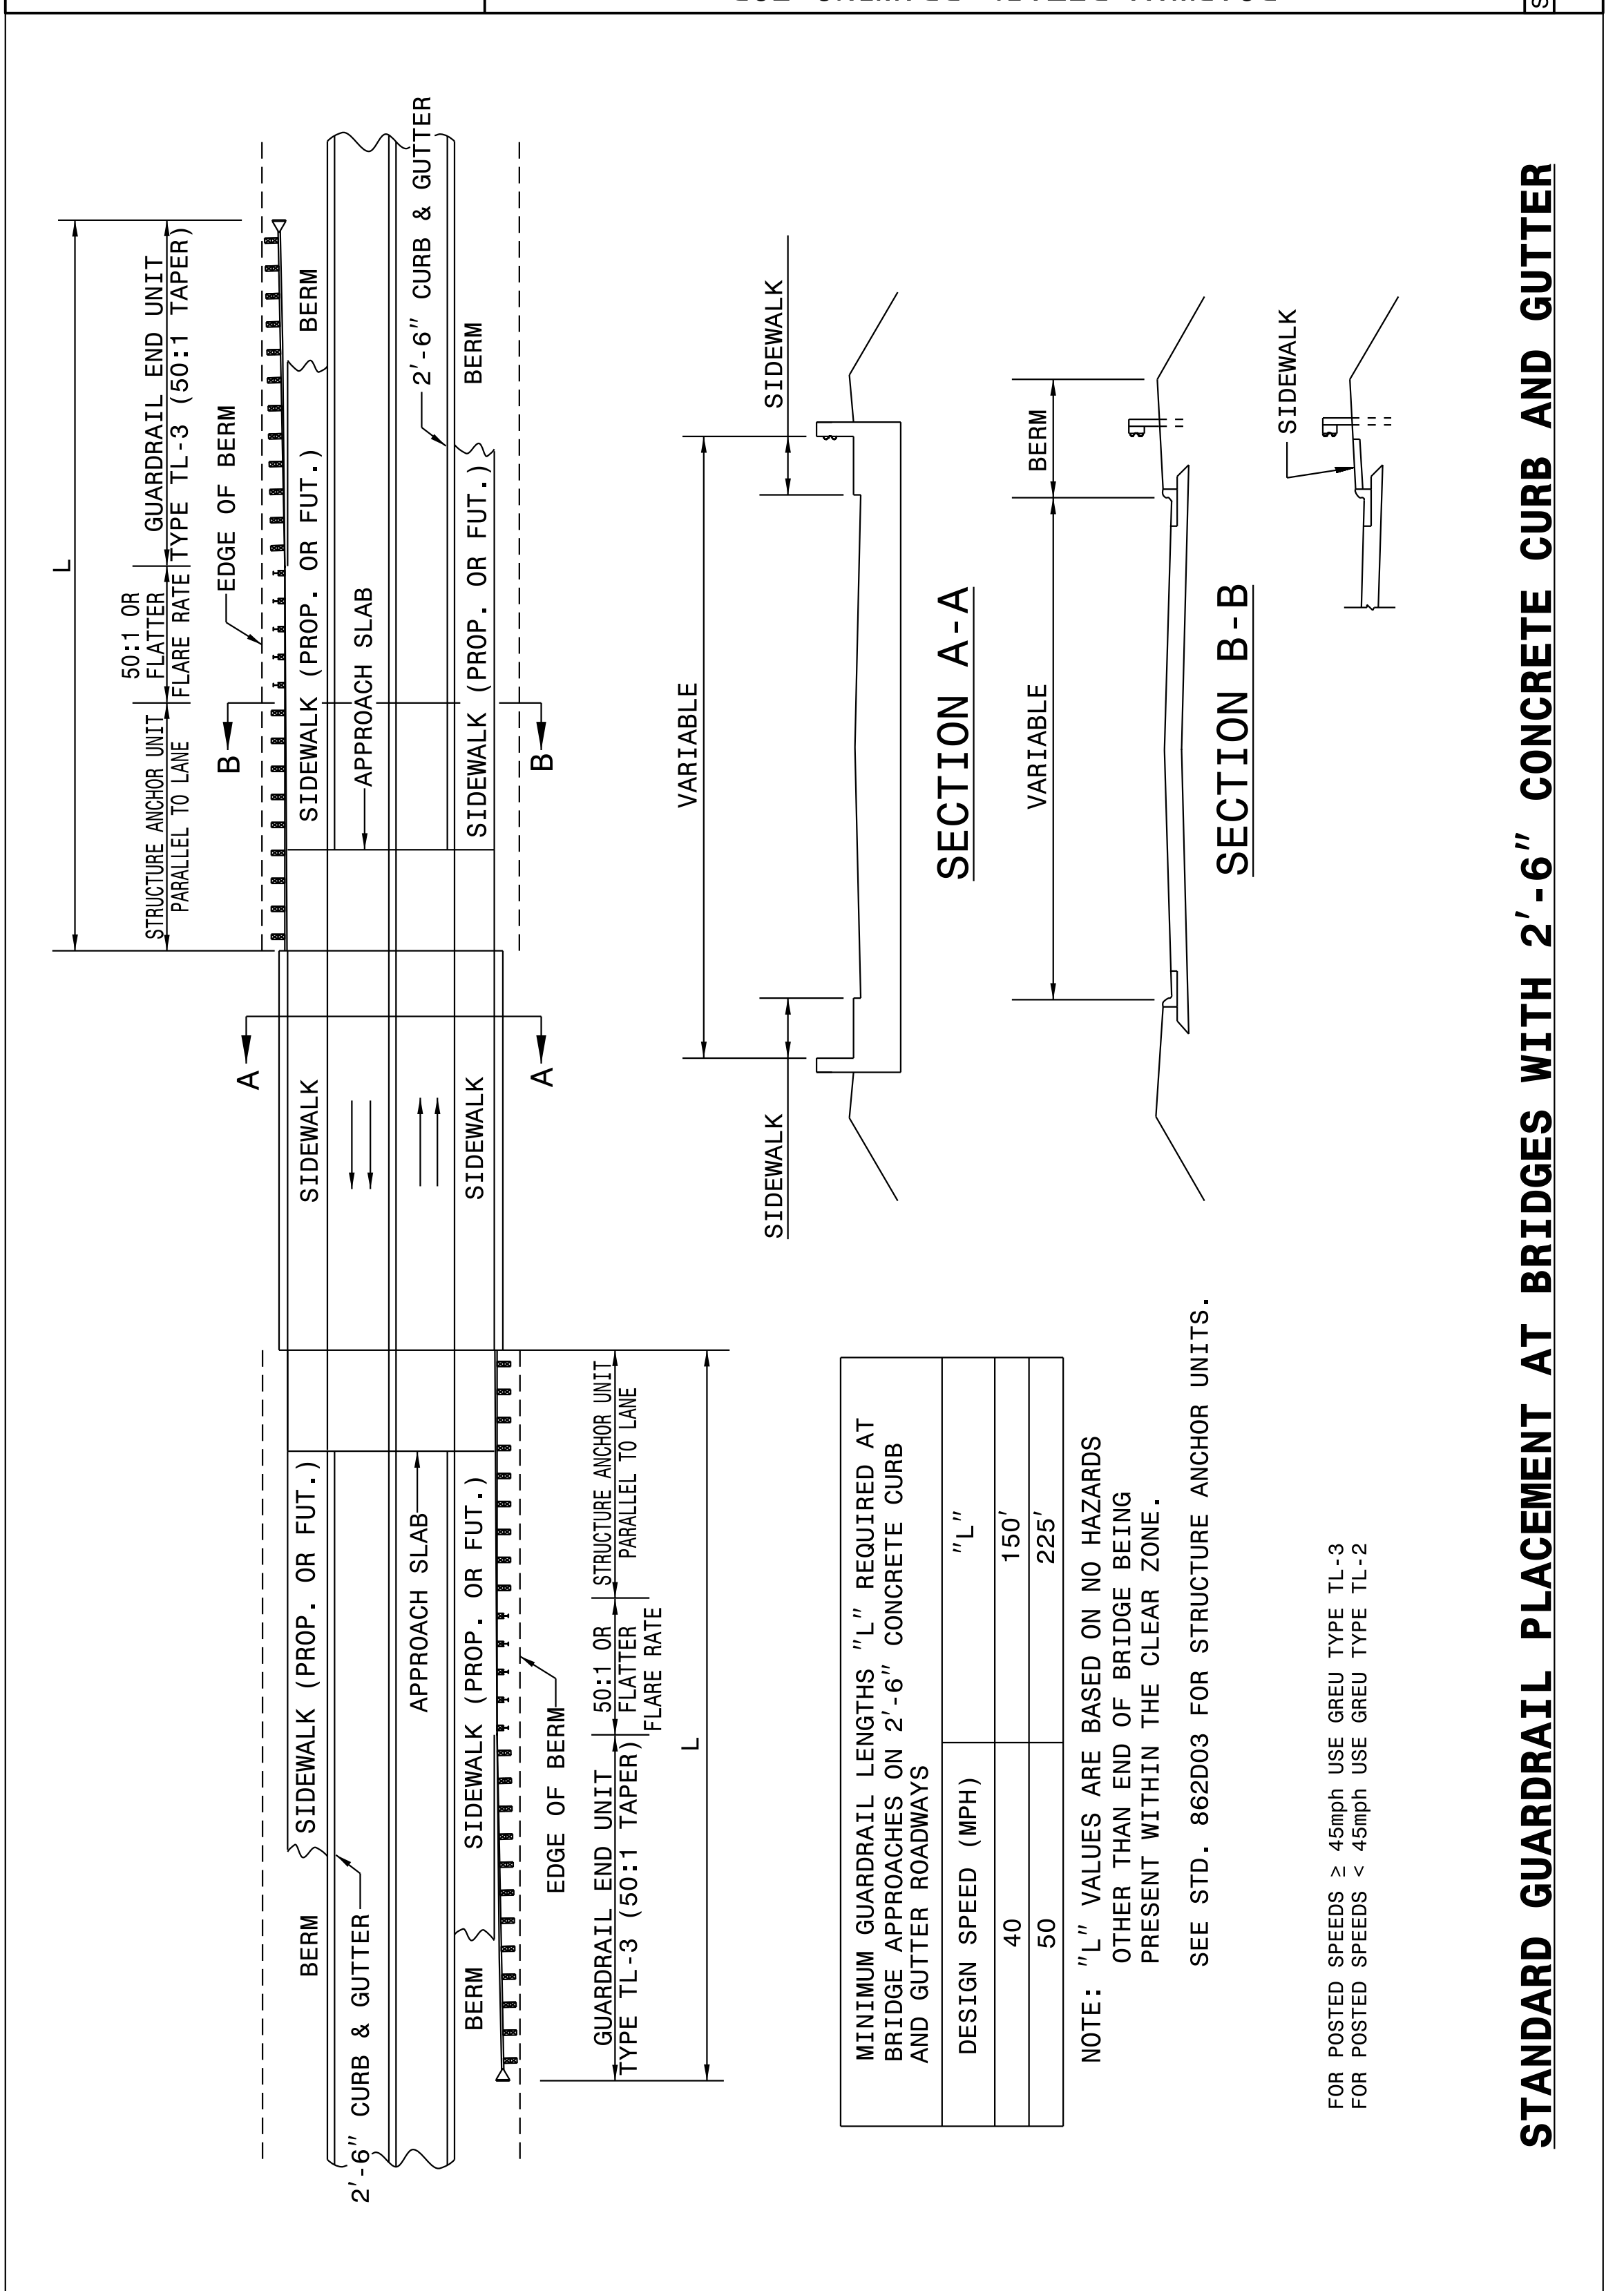 L
GUARDRAIL END UNIT
TYPE TL-3 (50:1 TAPER)
50:1 OR
FLATTER
FLARE RATE
STRUCTURE ANCHOR UNIT
PARALLEL TO LANE
EDGE OF BERM
B
B
BERM
SIDEWALK (PROP. OR FUT.)
APPROACH SLAB
2'-6" CURB & GUTTER
BERM
SIDEWALK (PROP. OR FUT.)
A
A
SIDEWALK
SIDEWALK
SIDEWALK (PROP. OR FUT.)
BERM
2'-6" CURB & GUTTER
APPROACH SLAB
SIDEWALK (PROP. OR FUT.)
BERM
EDGE OF BERM
STRUCTURE ANCHOR UNIT
PARALLEL TO LANE
50:1 OR
FLATTER
FLARE RATE
GUARDRAIL END UNIT
TYPE TL-3 (50:1 TAPER)
L
VARIABLE
SIDEWALK
SIDEWALK
SECTION A-A
VARIABLE
BERM
SECTION B-B
SIDEWALK
MINIMUM GUARDRAIL LENGTHS "L" REQUIRED AT
BRIDGE APPROACHES ON 2'-6" CONCRETE CURB
AND GUTTER ROADWAYS
DESIGN SPEED (MPH) "L"
40 150'
50 225'
NOTE: "L" VALUES ARE BASED ON NO HAZARDS
OTHER THAN END OF BRIDGE BEING
PRESENT WITHIN THE CLEAR ZONE.
SEE STD. 862D03 FOR STRUCTURE ANCHOR UNITS.
FOR POSTED SPEEDS ≥ 45mph USE GREU TYPE TL-3
FOR POSTED SPEEDS < 45mph USE GREU TYPE TL-2
STANDARD GUARDRAIL PLACEMENT AT BRIDGES WITH 2'-6" CONCRETE CURB AND GUTTER